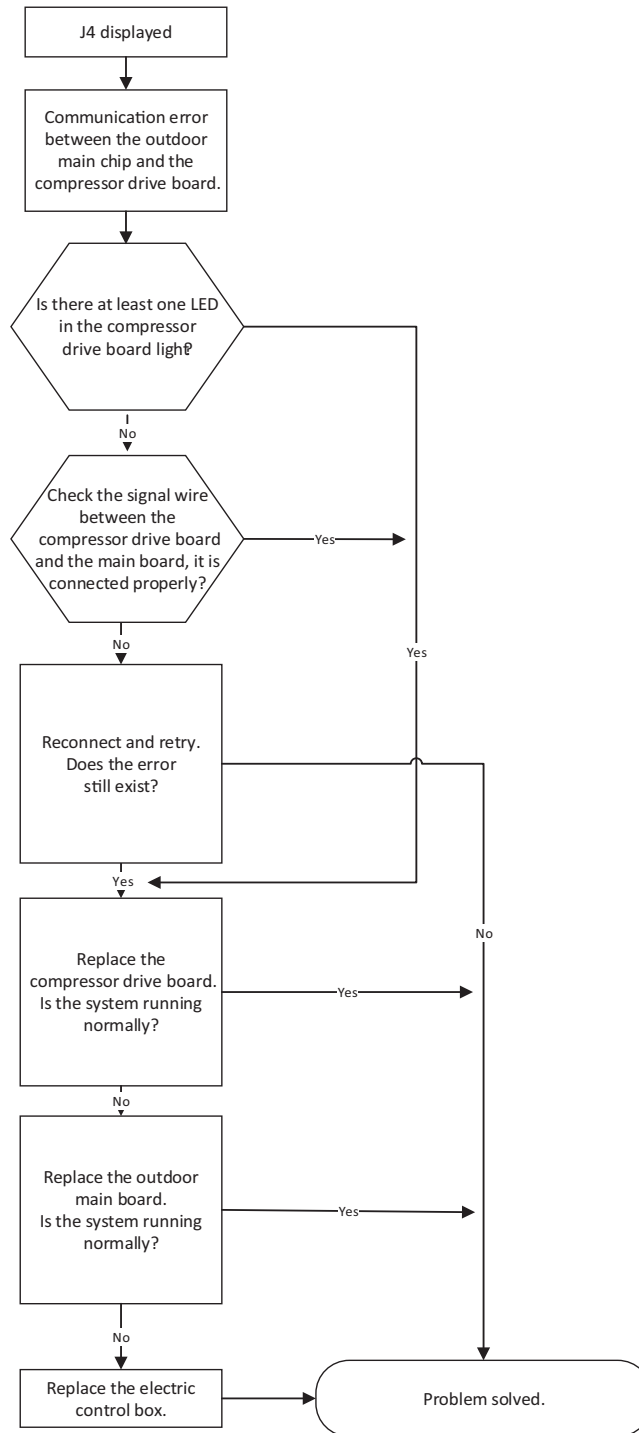 J4 displayed
Communication error
between the outdoor
main chip and the
compressor drive board.
Is there at least one LED
in the compressor
drive board light?
No
Check the signal wire
between the
compressor drive board
and the main board, it is
connected properly?
Yes
No
Yes
Reconnect and retry.
Does the error
still exist?
Yes
No
Replace the
compressor drive board.
Is the system running
normally?
Yes
No
Replace the outdoor
main board.
Is the system running
normally?
Yes
No
Replace the electric
control box.
Problem solved.